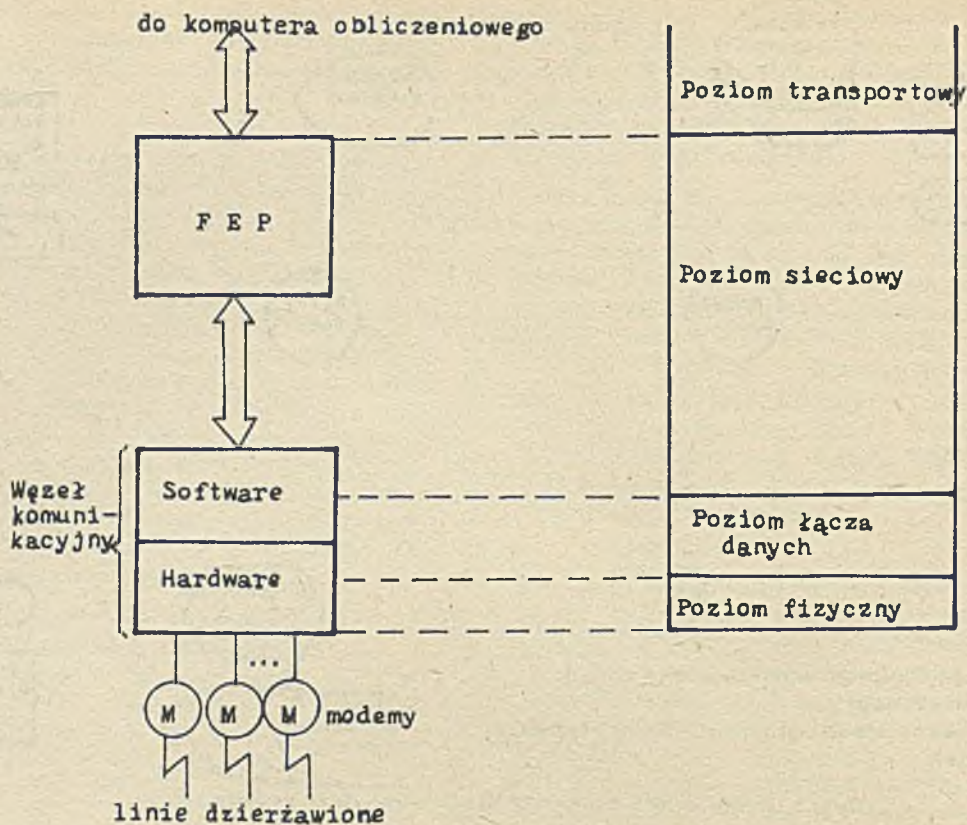 do komputera obliczeniowego
Poziom transportowy
F E P
Poziom sieciowy
Węzeł
komuni-
kacyjny
Software
Hardware
Poziom łącza
danych
Poziom fizyczny
...
M M M modemy
linie dzierżawione